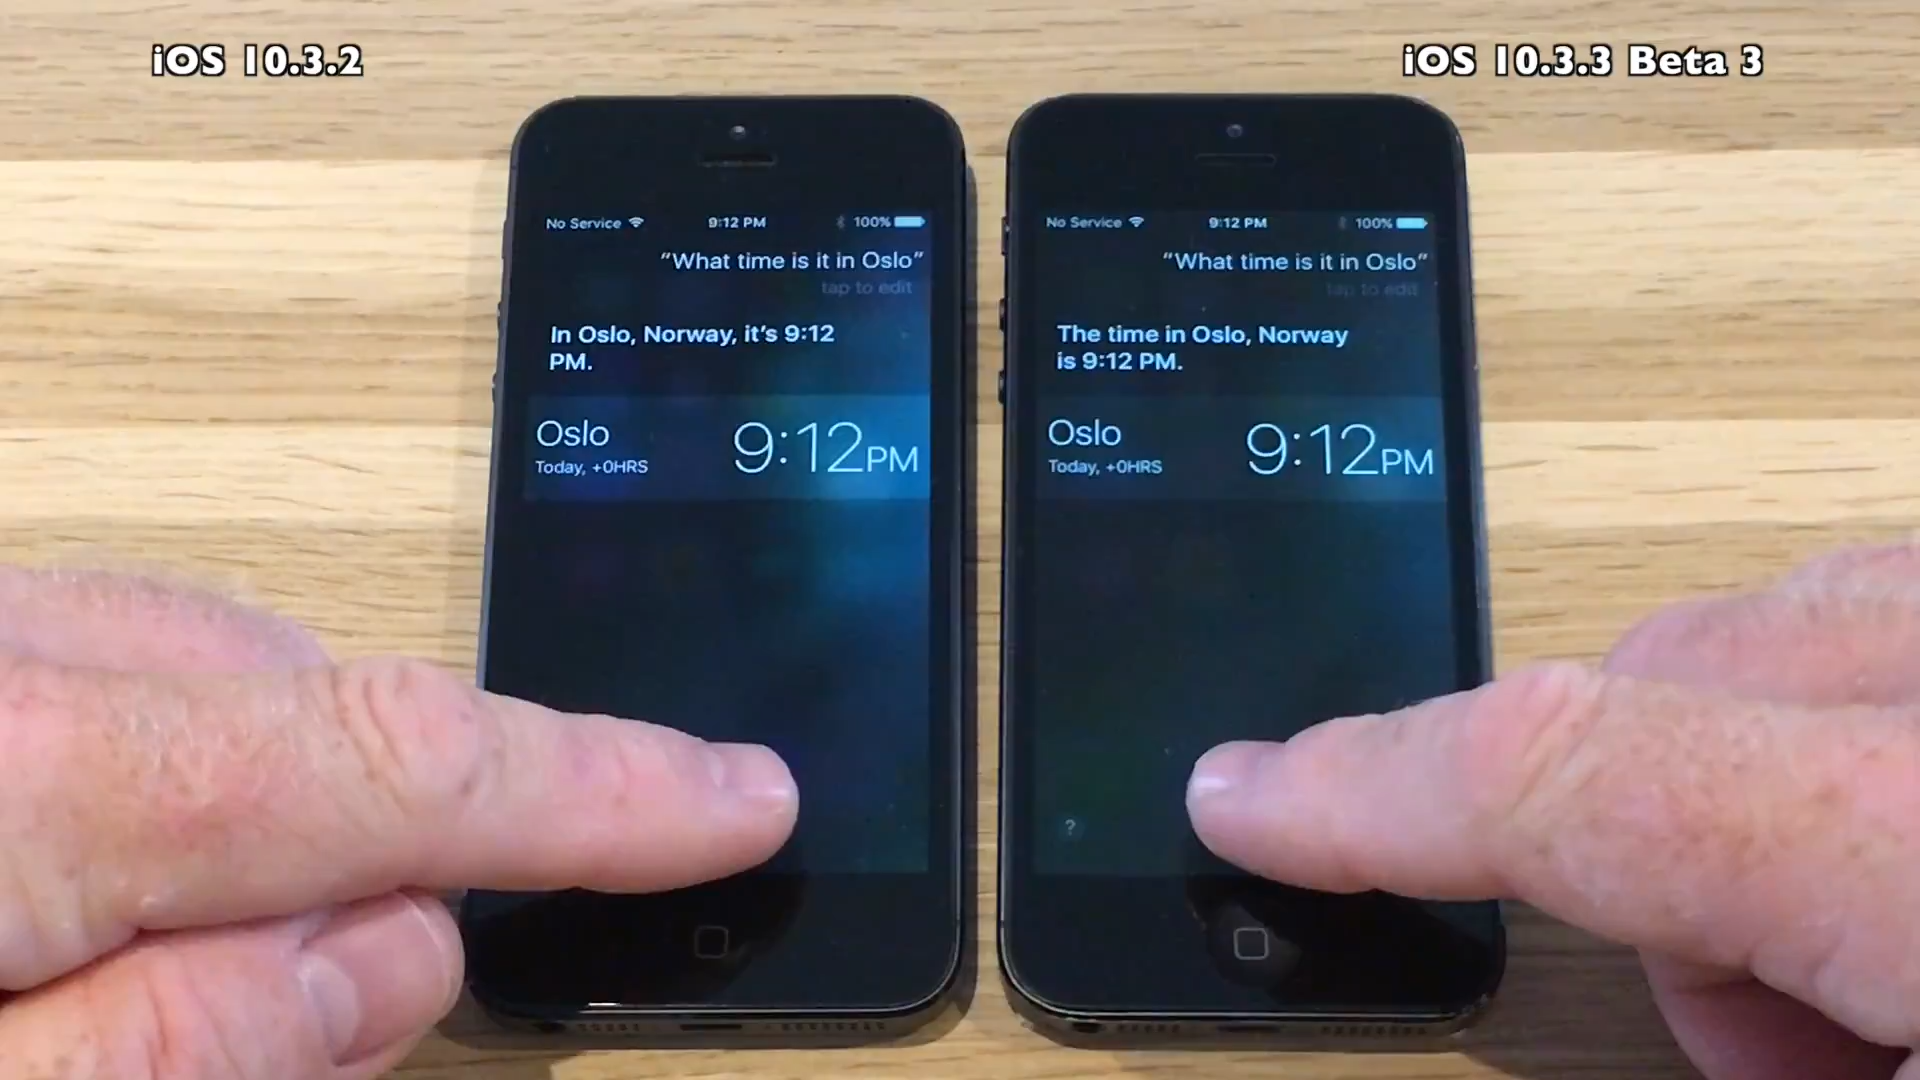 iOS 10.3.2
iOS 10.3.3 Beta 3
No Service 9:12 PM 100%
“What time is it in Oslo”
tap to edit
In Oslo, Norway, it’s 9:12
PM.
Oslo
Today, +0HRS
9:12PM
No Service 9:12 PM 100%
“What time is it in Oslo”
tap to edit
The time in Oslo, Norway
is 9:12 PM.
Oslo
Today, +0HRS
9:12PM
?